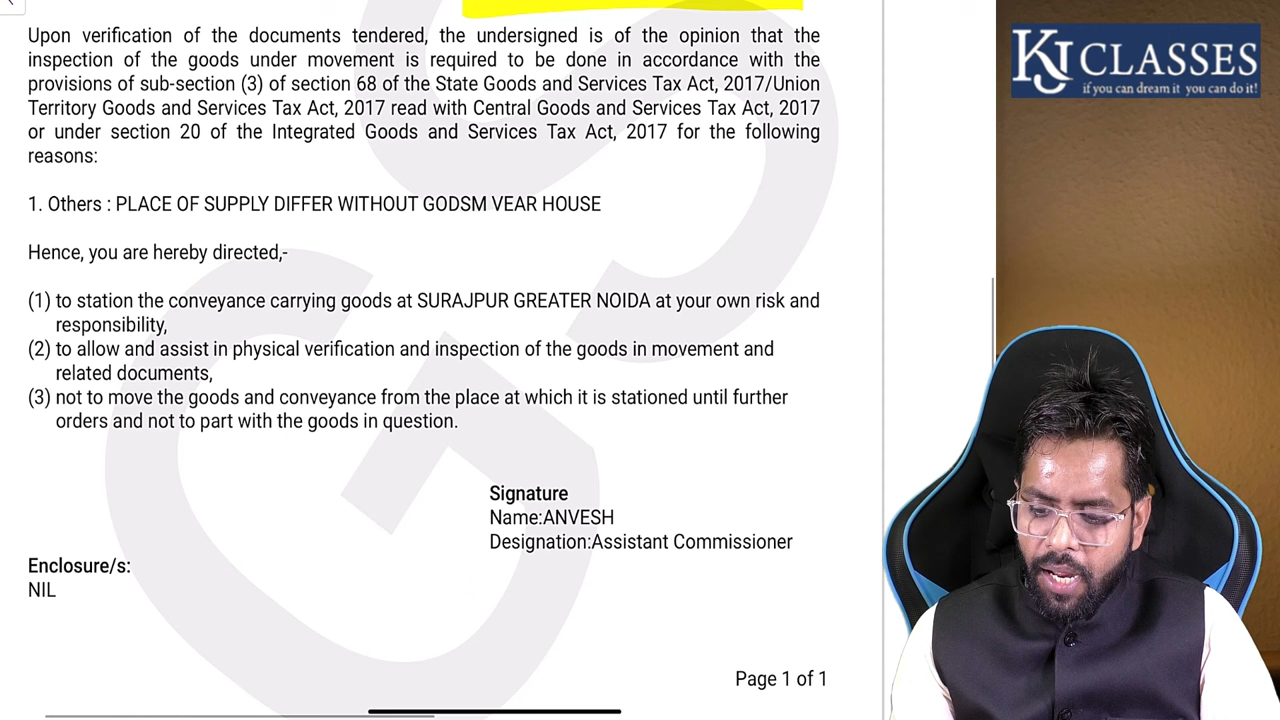 Upon verification of the documents tendered, the undersigned is of the opinion that the
inspection of the goods under movement is required to be done in accordance with the
provisions of sub-section (3) of section 68 of the State Goods and Services Tax Act, 2017/Union
Territory Goods and Services Tax Act, 2017 read with Central Goods and Services Tax Act, 2017
or under section 20 of the Integrated Goods and Services Tax Act, 2017 for the following
reasons:
1. Others : PLACE OF SUPPLY DIFFER WITHOUT GODSM VEAR HOUSE
Hence, you are hereby directed,-
(1) to station the conveyance carrying goods at SURAJPUR GREATER NOIDA at your own risk and
responsibility,
(2) to allow and assist in physical verification and inspection of the goods in movement and
related documents,
(3) not to move the goods and conveyance from the place at which it is stationed until further
orders and not to part with the goods in question.
Signature
Name:ANVESH
Designation:Assistant Commissioner
Enclosure/s:
NIL
Page 1 of 1
KJ CLASSES
if you can dream it you can do it!